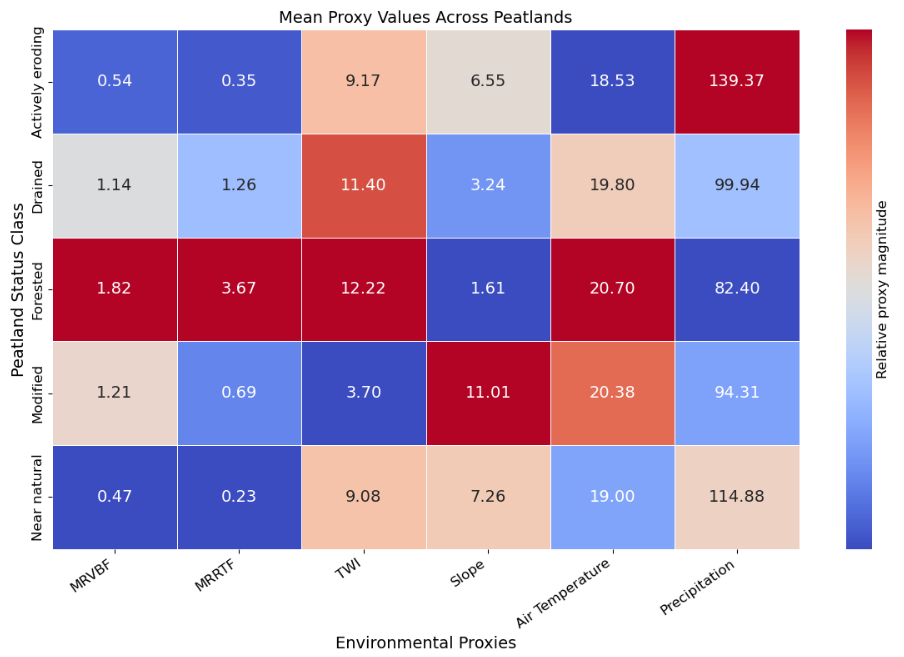 Mean Proxy Values Across Peatlands
Peatland Status Class
Actively eroding
0.54 0.35 9.17 6.55 18.53 139.37
Drained
1.14 1.26 11.40 3.24 19.80 99.94
Forested
1.82 3.67 12.22 1.61 20.70 82.40
Modified
1.21 0.69 3.70 11.01 20.38 94.31
Near natural
0.47 0.23 9.08 7.26 19.00 114.88
MRVBF MRRTF TWI Slope Air Temperature Precipitation
Environmental Proxies
Relative proxy magnitude